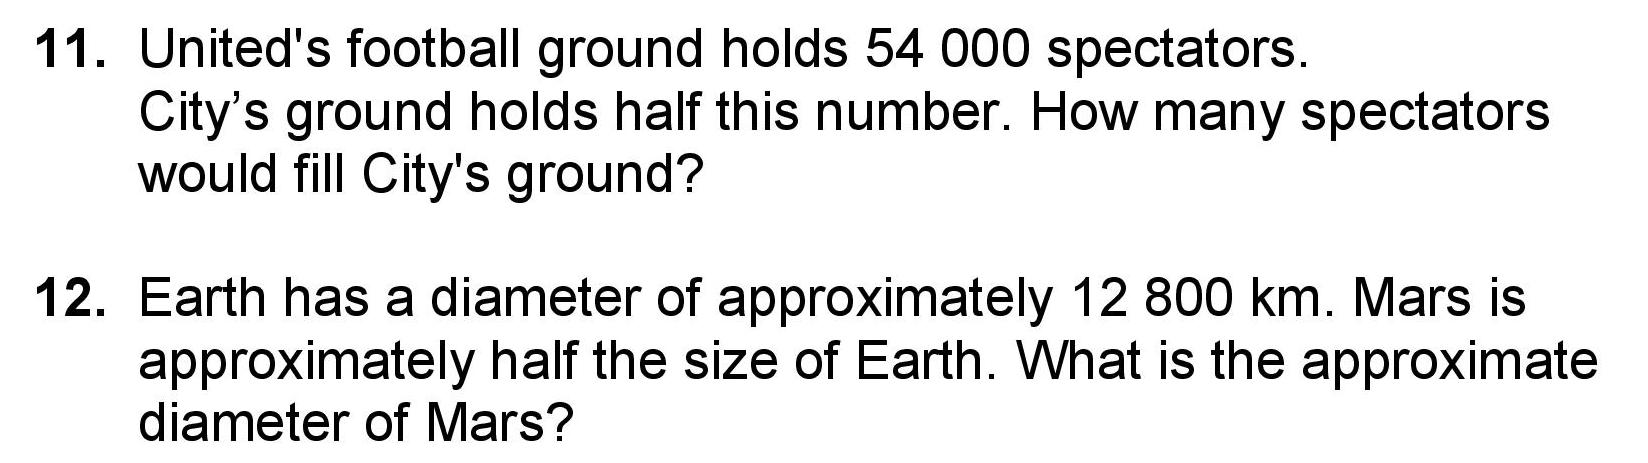 11. United's football ground holds 54 000 spectators.
City’s ground holds half this number. How many spectators
would fill City's ground?
12. Earth has a diameter of approximately 12 800 km. Mars is
approximately half the size of Earth. What is the approximate
diameter of Mars?